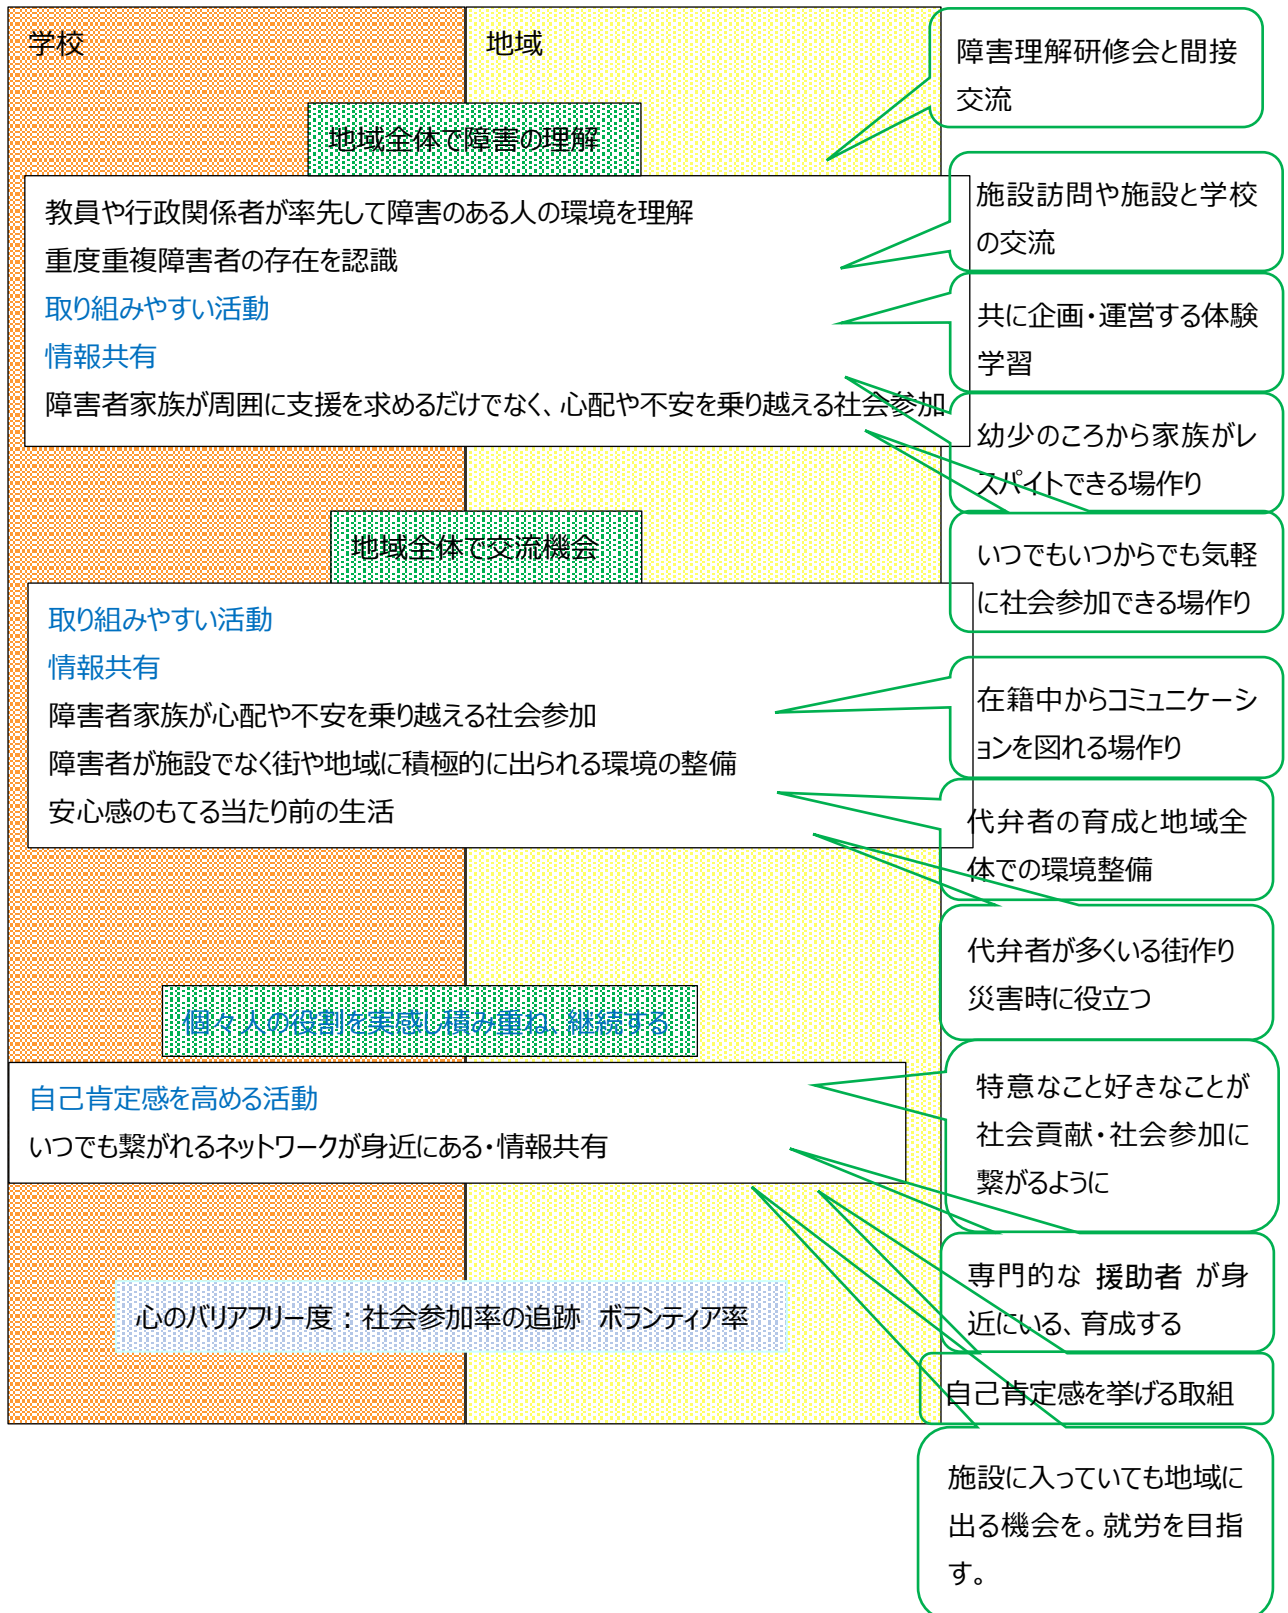 学校
地域
地域全体で障害の理解
教員や行政関係者が率先して障害のある人の環境を理解
重度重複障害者の存在を認識
取り組みやすい活動
情報共有
障害者家族が周囲に支援を求めるだけでなく、心配や不安を乗り越える社会参加
地域全体で交流機会
取り組みやすい活動
情報共有
障害者家族が心配や不安を乗り越える社会参加
障害者が施設でなく街や地域に積極的に出られる環境の整備
安心感のもてる当たり前の生活
個々人の役割を実感し積み重ね、継続する
自己肯定感を高める活動
いつでも繋がれるネットワークが身近にある・情報共有
心のバリアフリー度：社会参加率の追跡 ボランティア率
障害理解研修会と間接
交流
施設訪問や施設と学校
の交流
共に企画・運営する体験
学習
幼少のころから家族がレ
スパイトできる場作り
いつでもいつからでも気軽
に社会参加できる場作り
在籍中からコミュニケーシ
ョンを図れる場作り
代弁者の育成と地域全
体での環境整備
代弁者が多くいる街作り
災害時に役立つ
特意なこと好きなことが
社会貢献・社会参加に
繋がるように
専門的な 援助者 が身
近にいる、育成する
自己肯定感を挙げる取組
施設に入っていても地域に
出る機会を。就労を目指
す。